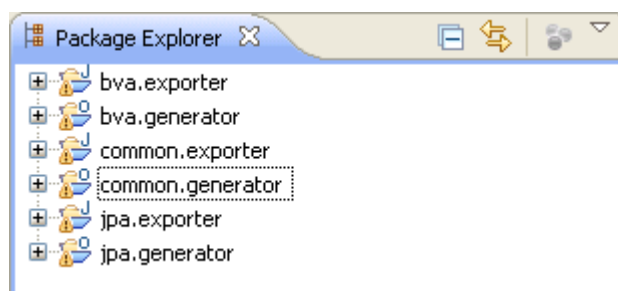 Package Explorer
bva.exporter
bva.generator
common.exporter
common.generator
jpa.exporter
jpa.generator